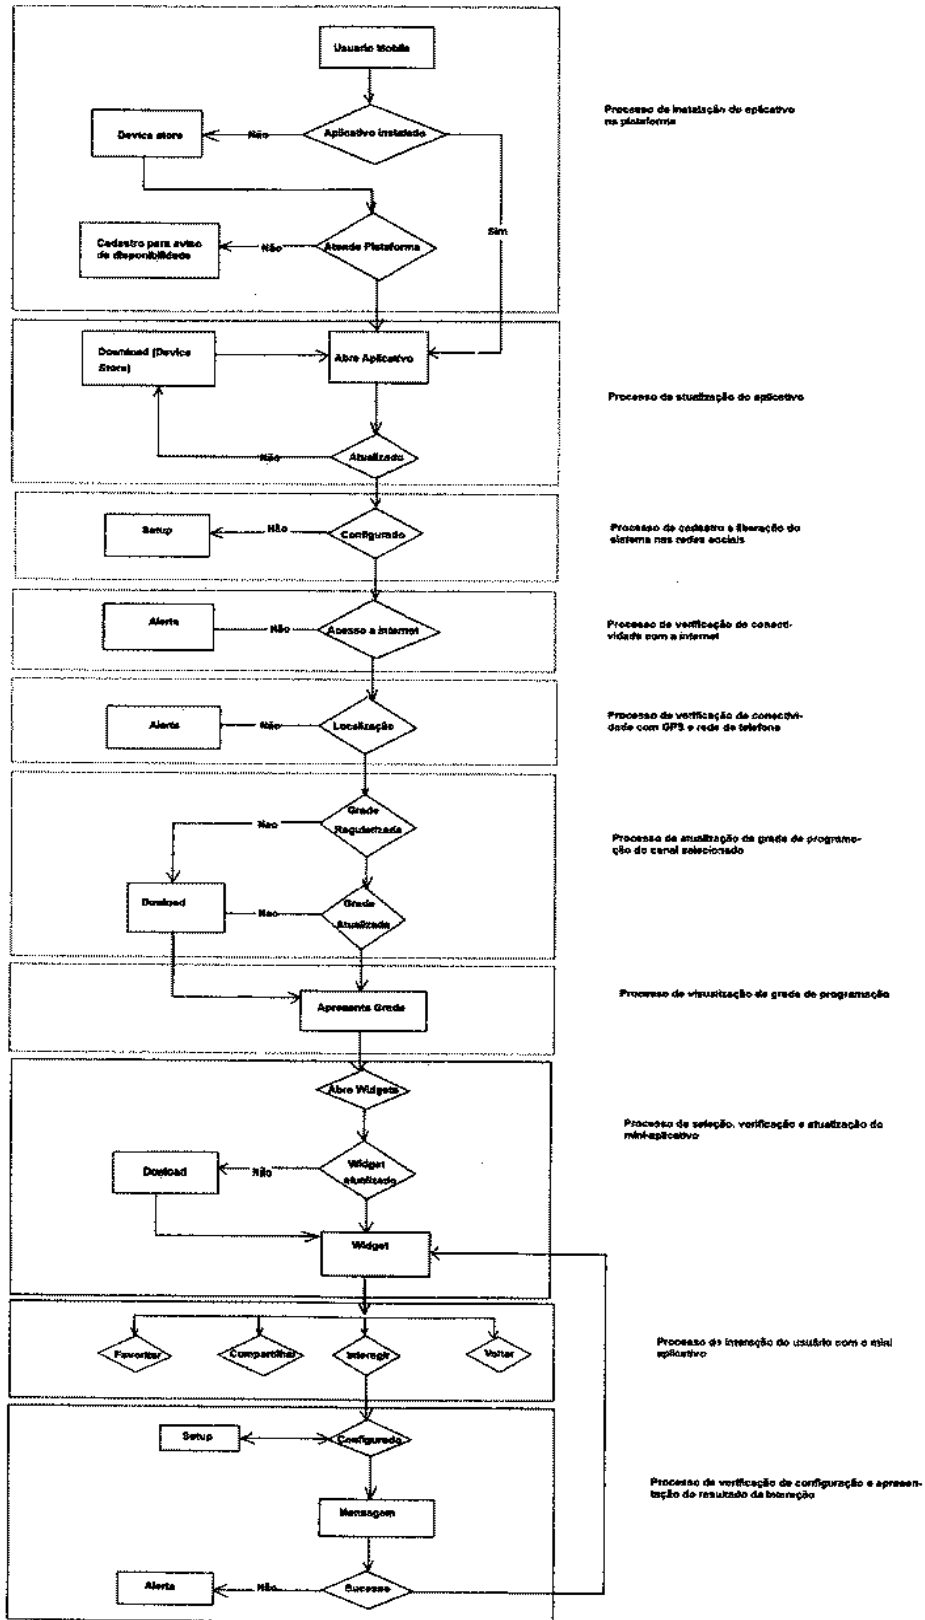 Usuario Mobile
Processo de instalação do aplicativo
na plataforma
Device store
Não
Aplicativo instalado
Sim
Cadastro para aviso
de disponibilidade
Não
Atende Plataforma
Download (Device
Store)
Abre Aplicativo
Processo de atualização do aplicativo
Não
Atualizado
Setup
Não
Configurado
Processo de cadastro e liberação do
sistema nas redes sociais
Alerta
Não
Acesso a internet
Processo de verificação de conecti-
vidade com a internet
Alerta
Não
Localização
Processo de verificação de conectivi-
dade com GPS e rede de telefone
Grade
Regularizada
Nao
Processo de atualização da grade de programa-
ção do canal selecionado
Dowload
Nao
Grade
Atualizada
Apresenta Grade
Processo de visualização da grade de programação
Abre Widgets
Processo de seleção, verificação e atualização do
mini-aplicativo
Dowload
Não
Widget
atualizado
Widget
Favoritar
Compartilhar
Interagir
Voltar
Processo de interação do usuário com o mini
aplicativo
Setup
Configurado
Processo de verificação de configuração e apresen-
tação do resultado da interação
Mensagem
Alerta
Não
Sucesso